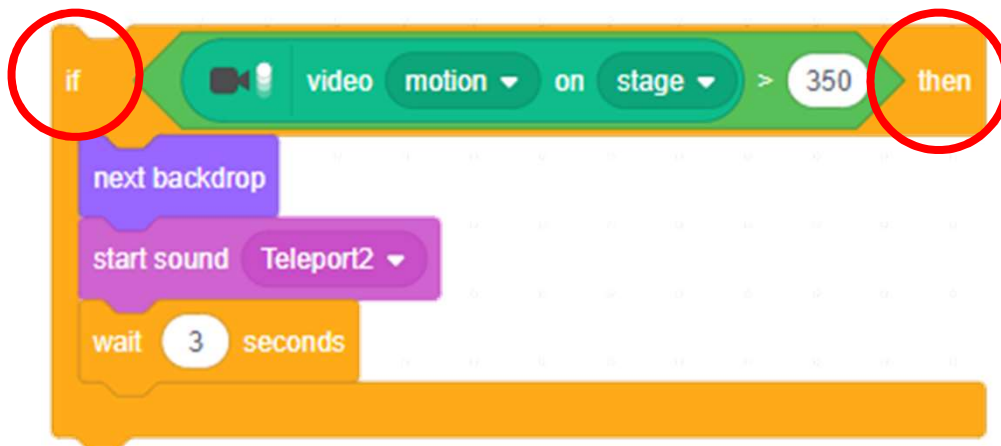 if video motion on stage > 350 then
next backdrop
start sound Teleport2
wait 3 seconds